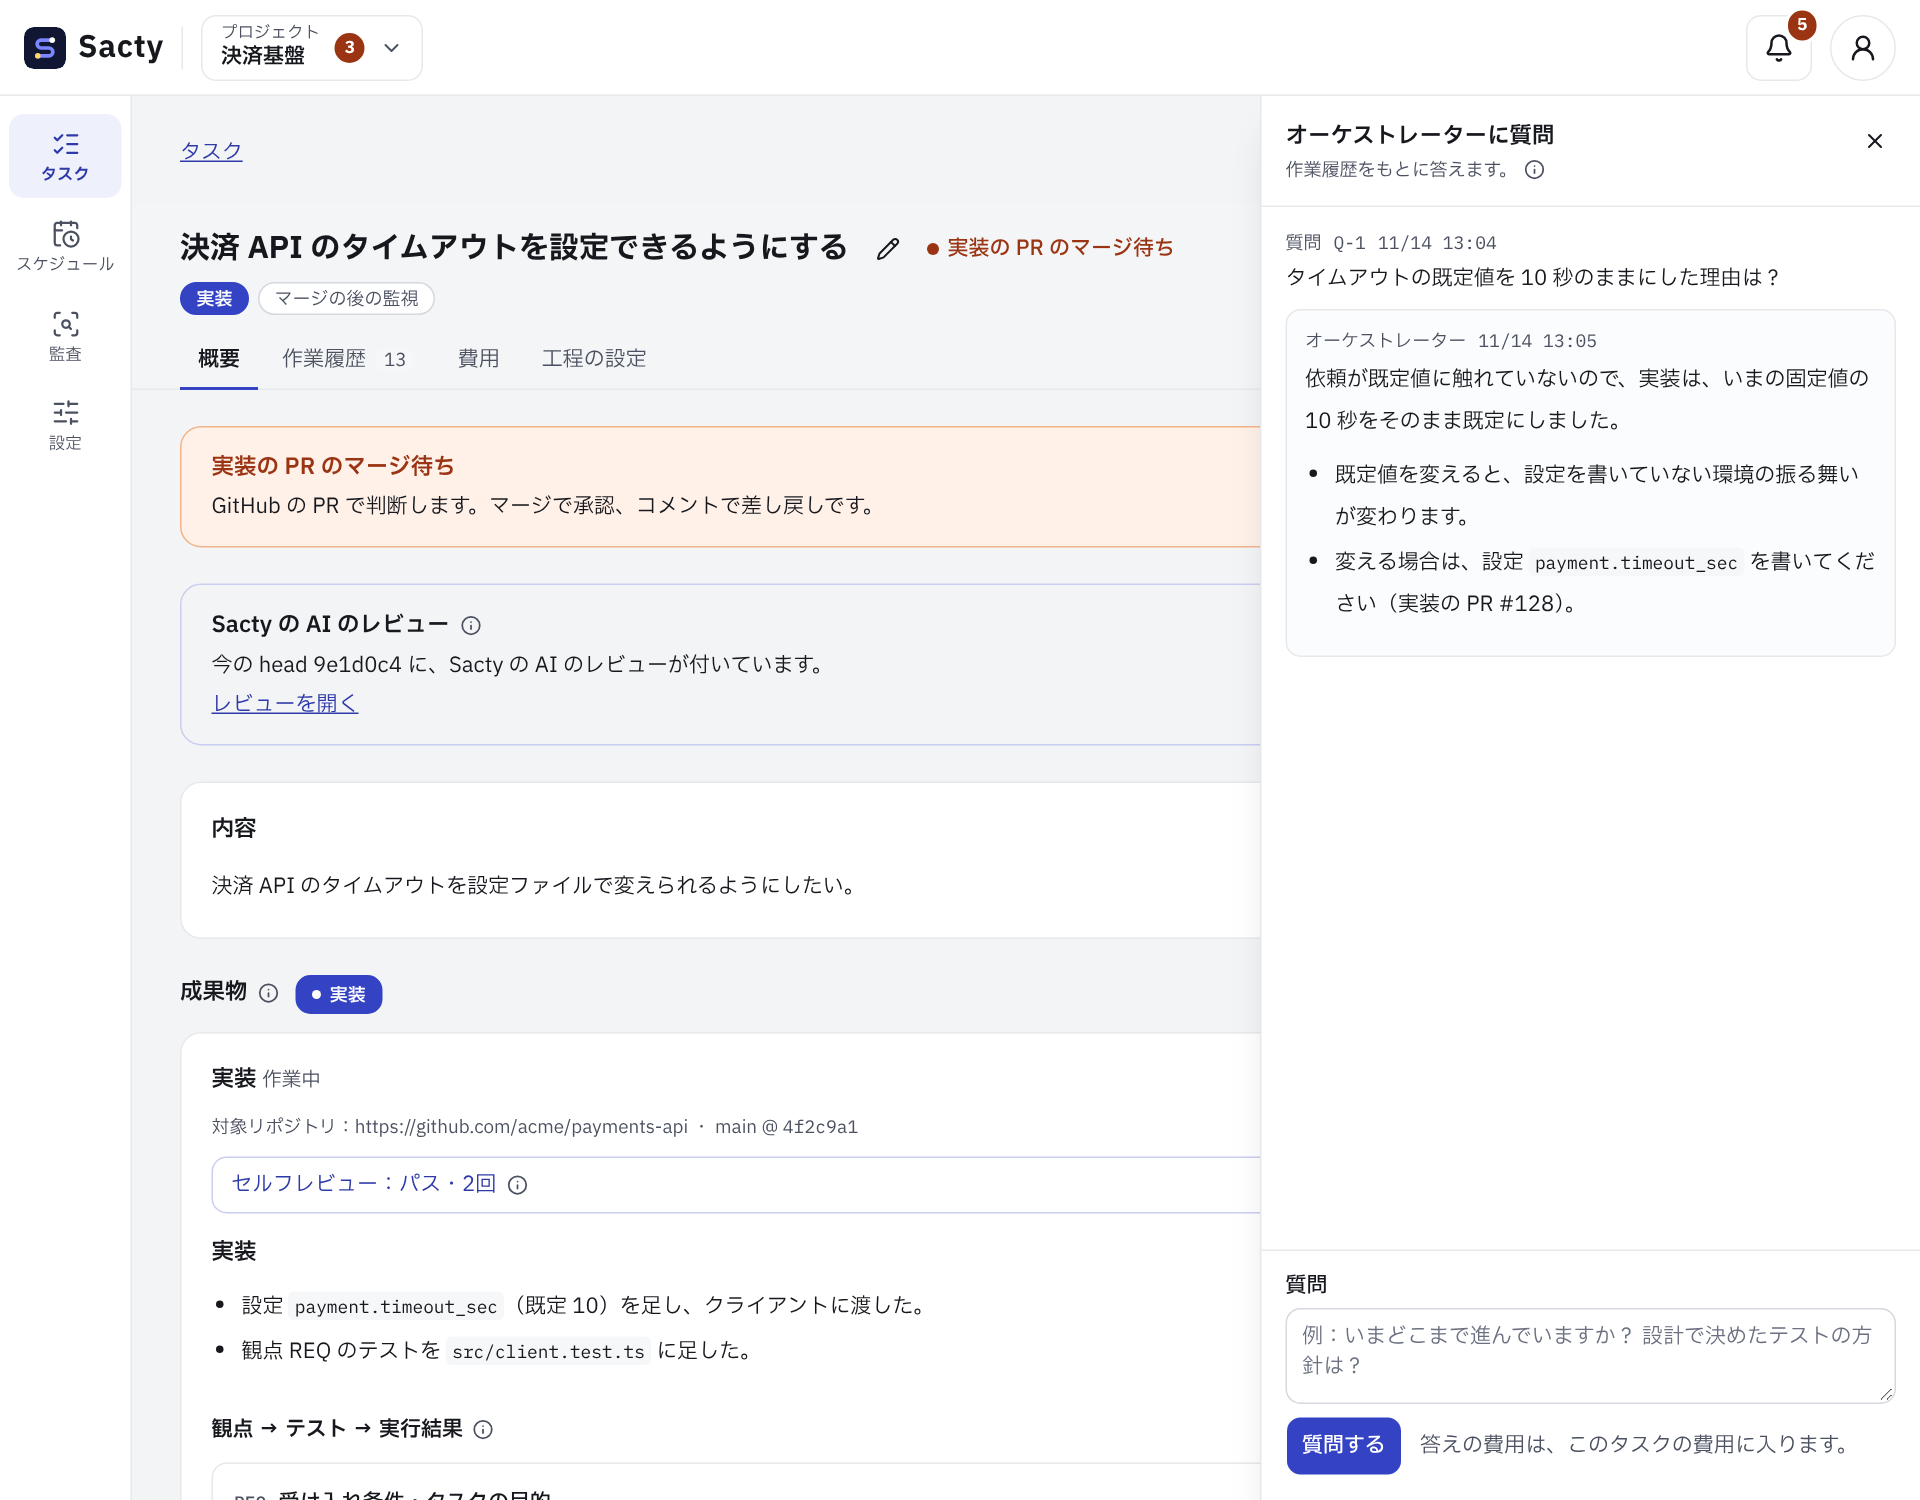 Sacty
プロジェクト
決済基盤
3
5
タスク
スケジュール
監査
設定
タスク
決済 API のタイムアウトを設定できるようにする
実装の PR のマージ待ち
実装
マージの後の監視
概要
作業履歴 13
費用
工程の設定
実装の PR のマージ待ち
GitHub の PR で判断します。マージで承認、コメントで差し戻しです。
Sacty の AI のレビュー
今の head 9e1d0c4 に、Sacty の AI のレビューが付いています。
レビューを開く
内容
決済 API のタイムアウトを設定ファイルで変えられるようにしたい。
成果物
実装
実装 作業中
対象リポジトリ：https://github.com/acme/payments-api ・ main @ 4f2c9a1
セルフレビュー：パス・2回
実装
設定 payment.timeout_sec（既定 10）を足し、クライアントに渡した。
観点 REQ のテストを src/client.test.ts に足した。
観点 → テスト → 実行結果
REQ 受け入れ条件・タスクの目的
オーケストレーターに質問
作業履歴をもとに答えます。
質問 Q-1 11/14 13:04
タイムアウトの既定値を 10 秒のままにした理由は？
オーケストレーター 11/14 13:05
依頼が既定値に触れていないので、実装は、いまの固定値の
10 秒をそのまま既定にしました。
既定値を変えると、設定を書いていない環境の振る舞い
が変わります。
変える場合は、設定 payment.timeout_sec を書いてくだ
さい（実装の PR #128）。
質問
例：いまどこまで進んでいますか？ 設計で決めたテストの方
針は？
質問する
答えの費用は、このタスクの費用に入ります。